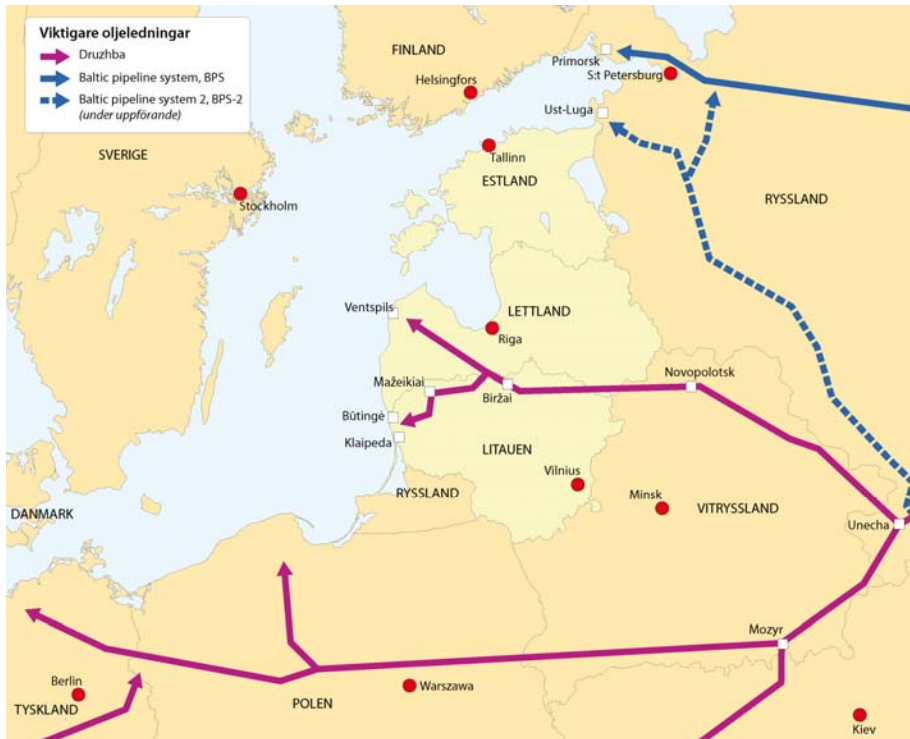 Viktigare oljeledningar
Druzhba
Baltic pipeline system, BPS
Baltic pipeline system 2, BPS-2
(under uppförande)
FINLAND
Helsingfors
Primorsk
S:t Petersburg
Ust-Luga
SVERIGE
Stockholm
Tallinn
ESTLAND
RYSSLAND
Ventspils
LETTLAND
Riga
Mažeikiai
Biržai
Novopolotsk
Būtingė
Klaipeda
LITAUEN
RYSSLAND
Vilnius
Minsk
VITRYSSLAND
DANMARK
Unecha
Mozyr
Berlin
Warszawa
TYSKLAND
POLEN
Kiev